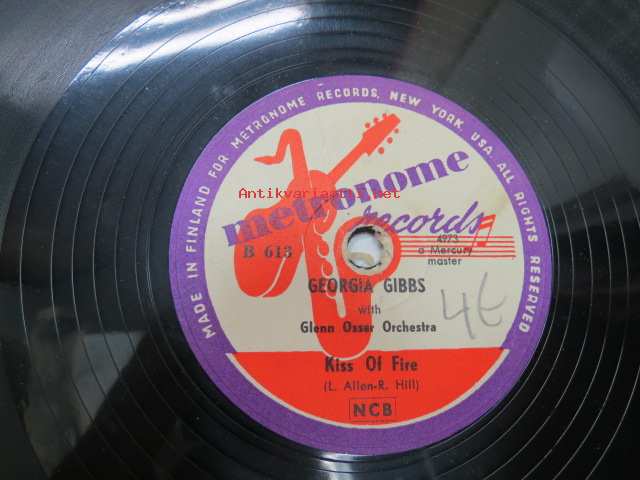 MADE IN FINLAND FOR METRONOME RECORDS, NEW YORK, USA. ALL RIGHTS RESERVED
Antikvariaatti.net
metronome
records
B 613
4973
a Mercury
master
GEORGIA GIBBS
with
Glenn Osser Orchestra
4E
Kiss Of Fire
(L. Allen-R. Hill)
NCB